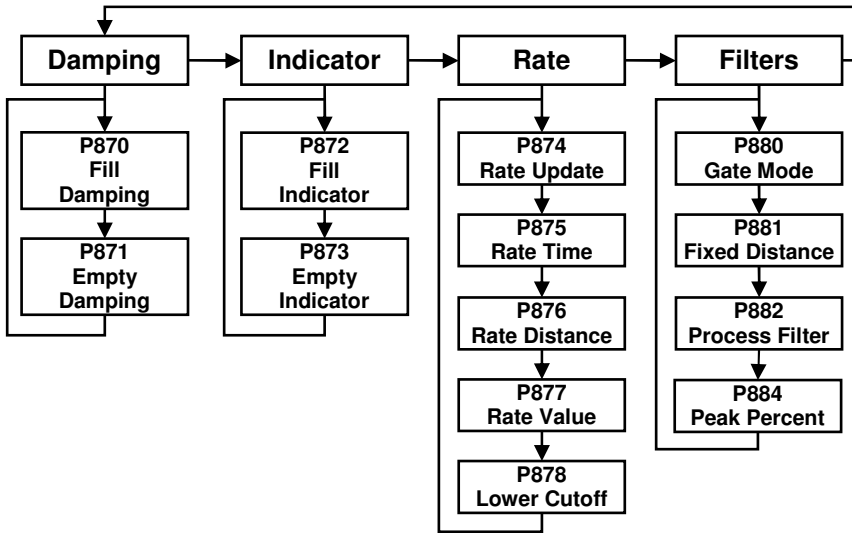 Damping
Indicator
Rate
Filters
P870
Fill
Damping
P871
Empty
Damping
P872
Fill
Indicator
P873
Empty
Indicator
P874
Rate Update
P875
Rate Time
P876
Rate Distance
P877
Rate Value
P878
Lower Cutoff
P880
Gate Mode
P881
Fixed Distance
P882
Process Filter
P884
Peak Percent